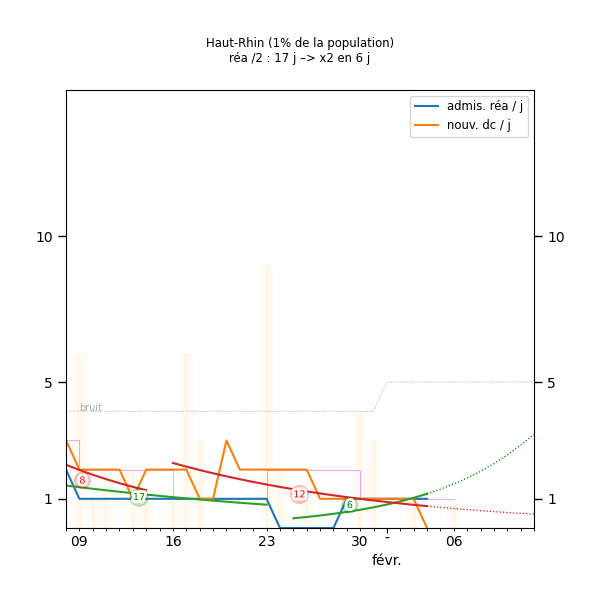 Haut-Rhin (1% de la population)
réa /2 : 17 j –> x2 en 6 j
admis. réa / j
nouv. dc / j
10
10
5
5
bruit
8
17
12
6
1
1
09
16
23
30
-
06
févr.